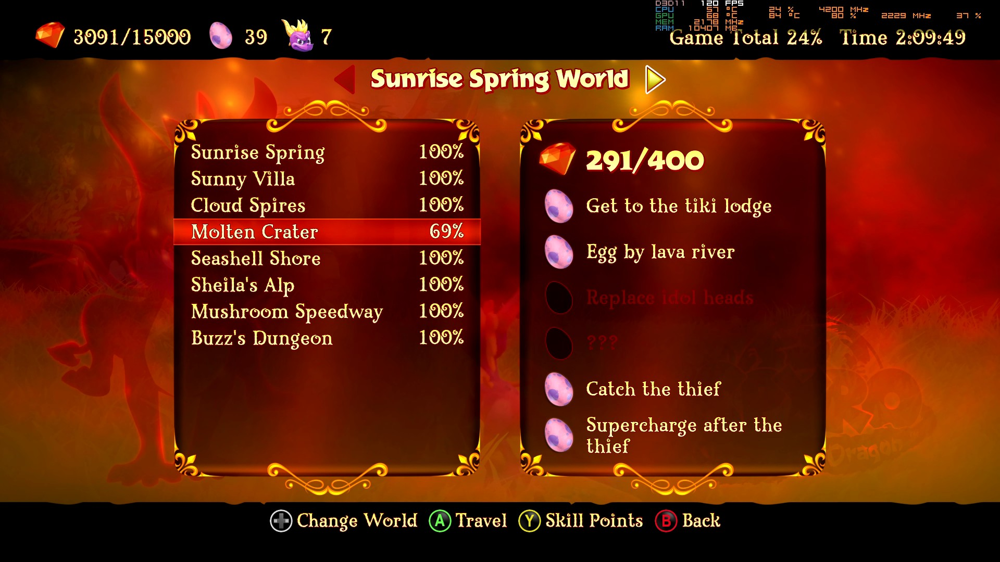 D3D11 120 FPS
CPU 57 °C 24 % 4200 MHz
GPU 68 °C 84 °C 80 % 2229 MHz 37 %
MEM 2178 MHz
RAM 10407 MB
3091/15000 39 7 Game Total 24% Time 2:09:49
Sunrise Spring World
Sunrise Spring 100%
Sunny Villa 100%
Cloud Spires 100%
Molten Crater 69%
Seashell Shore 100%
Sheila's Alp 100%
Mushroom Speedway 100%
Buzz's Dungeon 100%
291/400
Get to the tiki lodge
Egg by lava river
Replace idol heads
???
Catch the thief
Supercharge after the
thief
Dragon
Change World A Travel Y Skill Points B Back